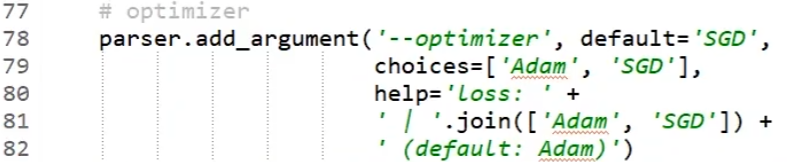 77 # optimizer
78 parser.add_argument('--optimizer', default='SGD',
79 choices=['Adam', 'SGD'],
80 help='loss: ' +
81 ' | '.join(['Adam', 'SGD']) +
82 ' (default: Adam)')